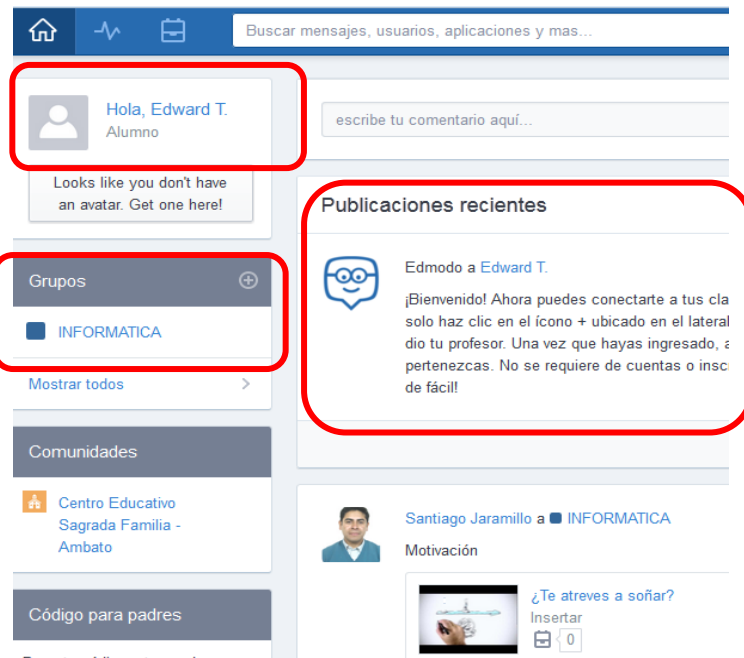 Buscar mensajes, usuarios, aplicaciones y mas...
Hola, Edward T.
Alumno
Looks like you don't have
an avatar. Get one here!
Grupos
INFORMATICA
Mostrar todos
Comunidades
Centro Educativo
Sagrada Familia -
Ambato
Código para padres
escribe tu comentario aquí...
Publicaciones recientes
Edmodo a Edward T.
¡Bienvenido! Ahora puedes conectarte a tus
solo haz clic en el ícono + ubicado en el
dio tu profesor. Una vez que hayas ingresado,
pertenezcas. No se requiere de cuentas o
de fácil!
Santiago Jaramillo a INFORMATICA
Motivación
¿Te atreves a soñar?
Insertar
0